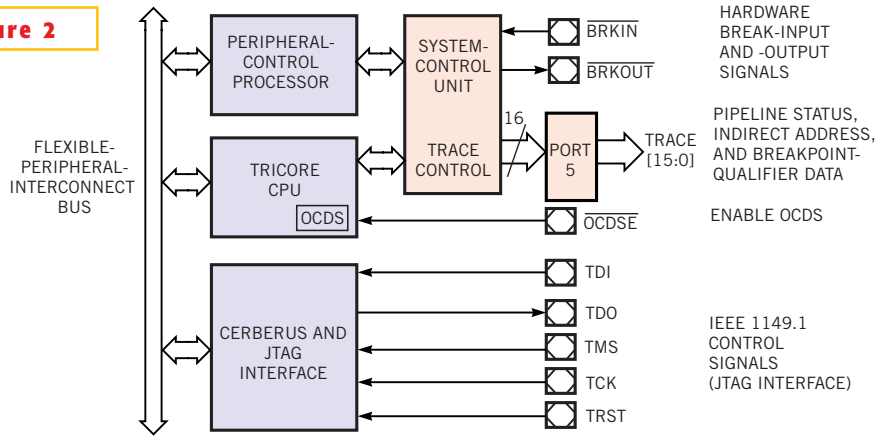 ure 2
FLEXIBLE-
PERIPHERAL-
INTERCONNECT
BUS
PERIPHERAL-
CONTROL
PROCESSOR
TRICORE
CPU
OCDS
CERBERUS AND
JTAG
INTERFACE
SYSTEM-
CONTROL
UNIT
TRACE
CONTROL
16
PORT
5
BRKIN
BRKOUT
TRACE
[15:0]
OCDSE
TDI
TDO
TMS
TCK
TRST
HARDWARE
BREAK-INPUT
AND -OUTPUT
SIGNALS
PIPELINE STATUS,
INDIRECT ADDRESS,
AND BREAKPOINT-
QUALIFIER DATA
ENABLE OCDS
IEEE 1149.1
CONTROL
SIGNALS
(JTAG INTERFACE)